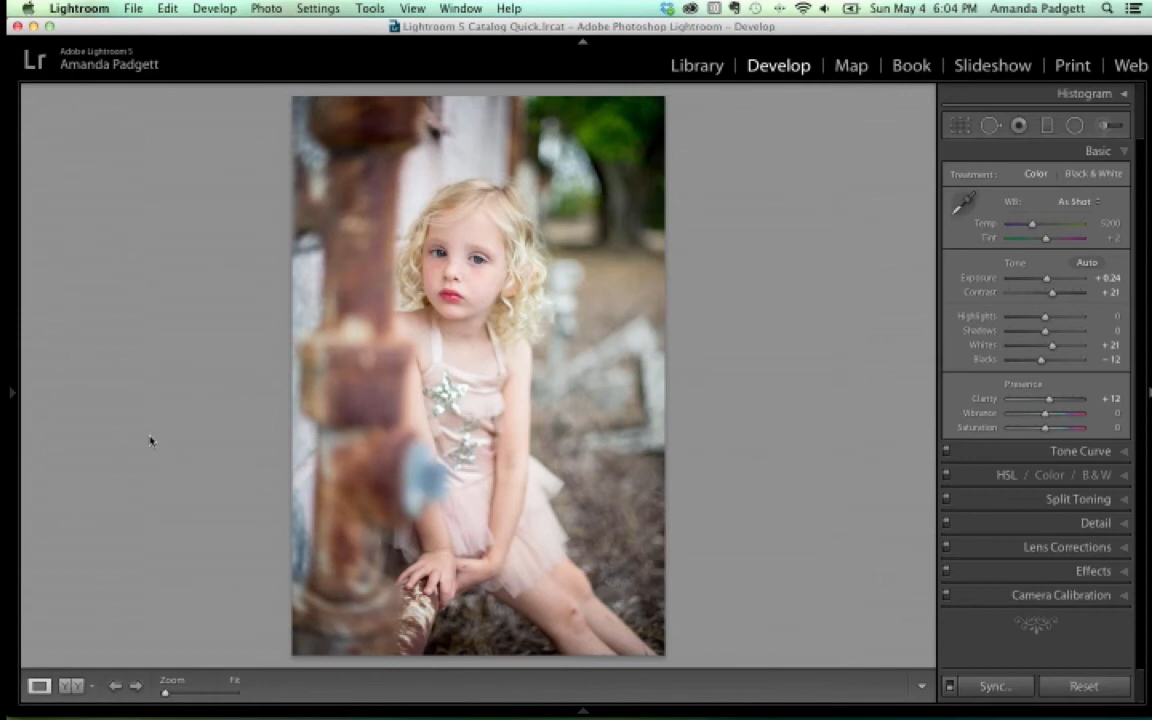 Lightroom File Edit Develop Photo Settings Tools View Window Help Sun May 4 6:04 PM Amanda Padgett
Lightroom 5 Catalog Quick.lrcat – Adobe Photoshop Lightroom – Develop
Lr Adobe Lightroom 5
Amanda Padgett
Library | Develop | Map | Book | Slideshow | Print | Web
Histogram
Basic
Treatment: Color Black & White
WB: As Shot
Temp 5200
Tint + 2
Tone Auto
Exposure + 0.24
Contrast + 21
Highlights 0
Shadows 0
Whites + 21
Blacks – 12
Presence
Clarity + 12
Vibrance 0
Saturation 0
Tone Curve
HSL / Color / B & W
Split Toning
Detail
Lens Corrections
Effects
Camera Calibration
YY Zoom Fit
Sync... Reset